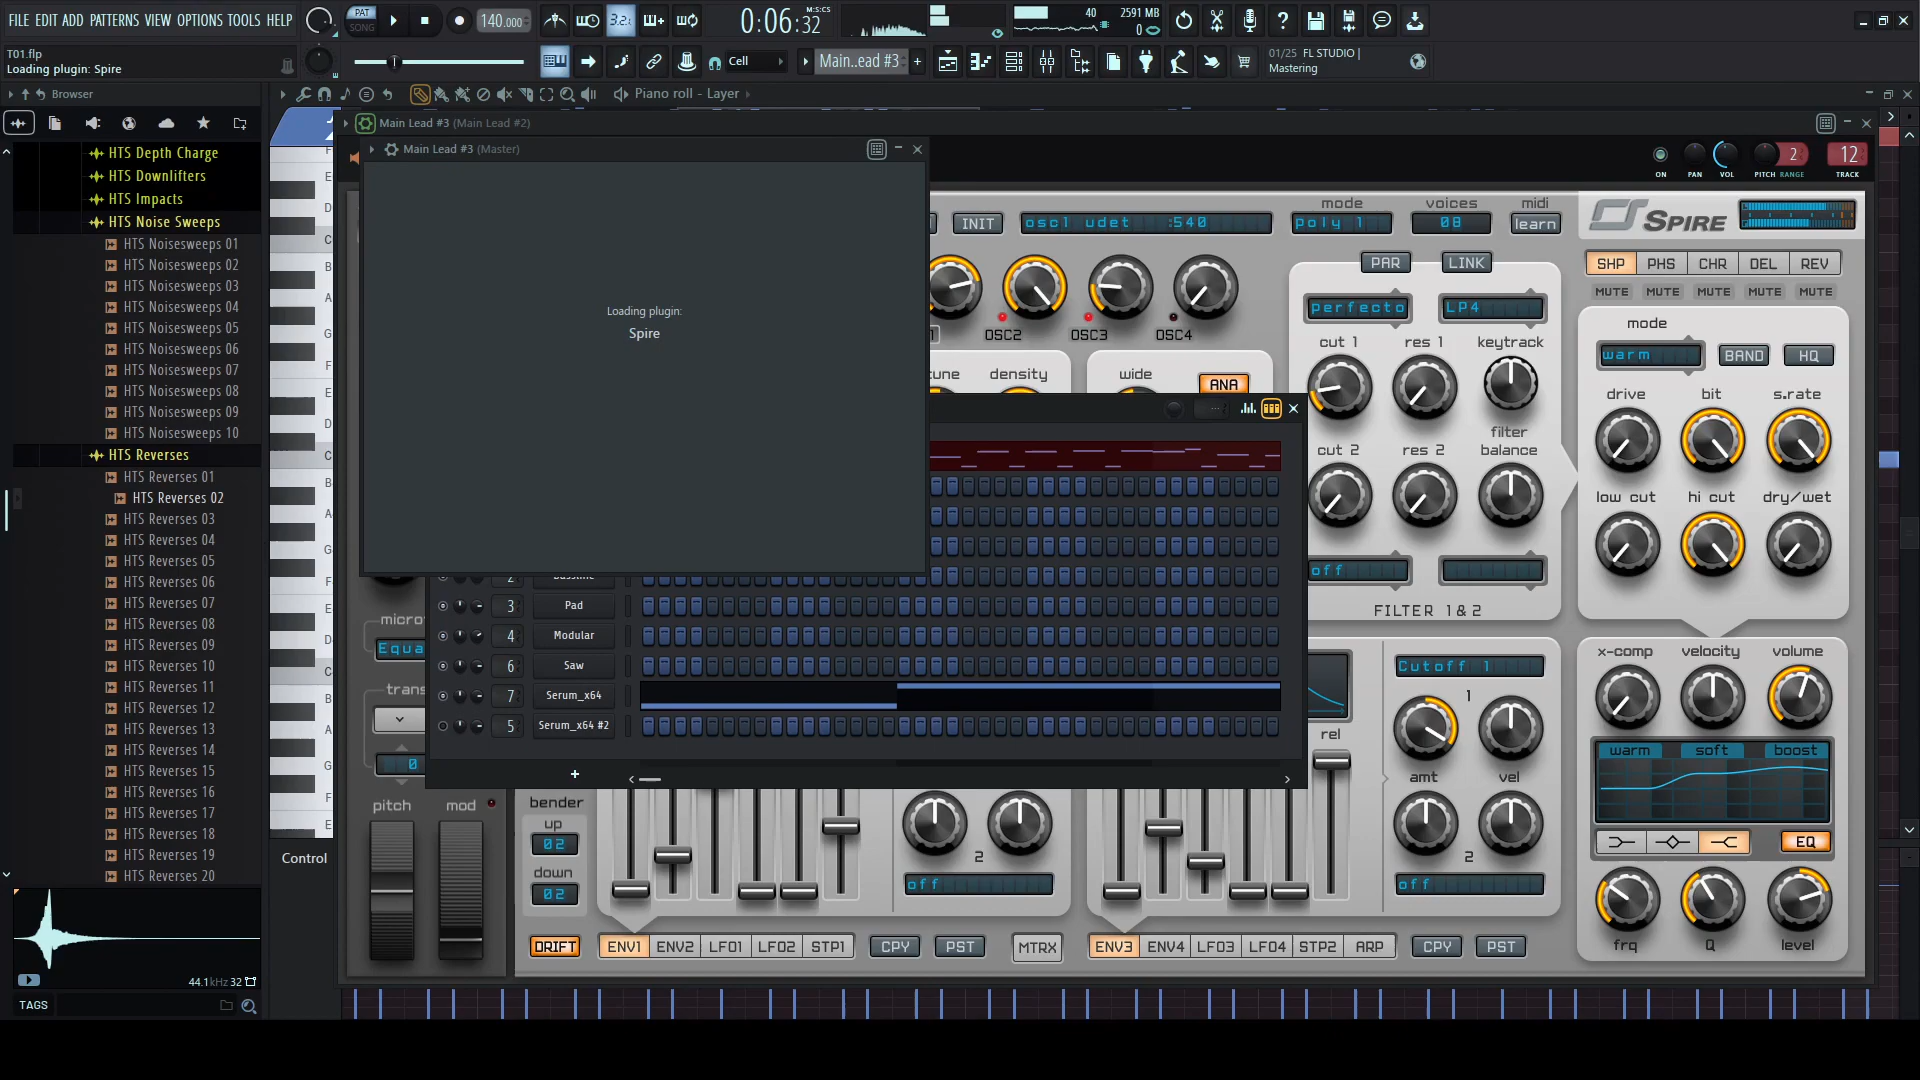 FILE EDIT ADD PATTERNS VIEW OPTIONS TOOLS HELP
PAT
SONG
140.000
3.2.
0:06:32
M:S:CS
40
2591 MB
0
T01.flp
Loading plugin: Spire
Cell
Main..ead #3
01/25 FL STUDIO |
Mastering
Browser
Piano roll - Layer
HTS Depth Charge
HTS Downlifters
HTS Impacts
HTS Noise Sweeps
HTS Noisesweeps 01
HTS Noisesweeps 02
HTS Noisesweeps 03
HTS Noisesweeps 04
HTS Noisesweeps 05
HTS Noisesweeps 06
HTS Noisesweeps 07
HTS Noisesweeps 08
HTS Noisesweeps 09
HTS Noisesweeps 10
HTS Reverses
HTS Reverses 01
HTS Reverses 02
HTS Reverses 03
HTS Reverses 04
HTS Reverses 05
HTS Reverses 06
HTS Reverses 07
HTS Reverses 08
HTS Reverses 09
HTS Reverses 10
HTS Reverses 11
HTS Reverses 12
HTS Reverses 13
HTS Reverses 14
HTS Reverses 15
HTS Reverses 16
HTS Reverses 17
HTS Reverses 18
HTS Reverses 19
HTS Reverses 20
44.1kHz 32
TAGS
Control
Main Lead #3 (Main Lead #2)
Main Lead #3 (Master)
Loading plugin:
Spire
ON PAN VOL PITCH RANGE 2 12 TRACK
INIT
osc1 udet :540
mode
poly 1
voices
08
midi
learn
SPIRE
OSC2 OSC3 OSC4
density
wide
ANA
PAR LINK
perfecto LP4
cut 1 res 1 keytrack
cut 2 res 2
filter
balance
off
FILTER 1 & 2
SHP PHS CHR DEL REV
MUTE MUTE MUTE MUTE MUTE
mode
warm BAND HQ
drive bit s.rate
low cut hi cut dry/wet
3 Pad
4 Modular
6 Saw
7 Serum_x64
5 Serum_x64 #2
0
pitch mod
bender
up
02
down
02
DRIFT
ENV1 ENV2 LFO1 LFO2 STP1
CPY PST
MTRX
2
off
rel
Cutoff 1
1
amt vel
2
off
ENV3 ENV4 LFO3 LFO4 STP2 ARP
CPY PST
x-comp velocity volume
warm soft boost
EQ
frq Q level